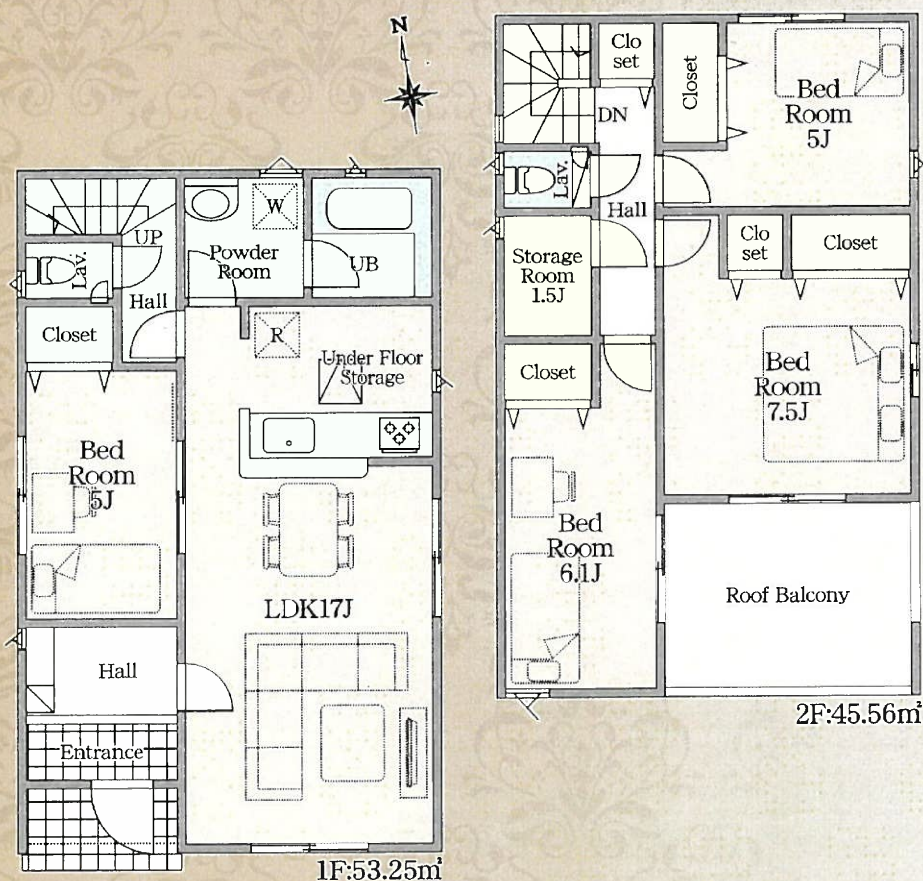 N
UP
Lav.
Hall
Closet
Powder
Room
W
UB
R
Under Floor
Storage
Bed
Room
5J
LDK17J
Hall
Entrance
1F:53.25㎡
Clo
set
Closet
Bed
Room
5J
DN
Lav.
Hall
Storage
Room
1.5J
Clo
set
Closet
Closet
Bed
Room
7.5J
Bed
Room
6.1J
Roof Balcony
2F:45.56㎡